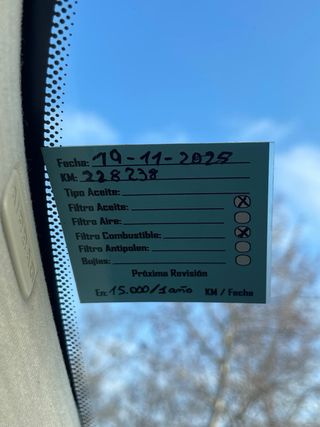 Fecha: 19-11-2025
KM: 228238
Tipo Aceite:
Filtro Aceite: X
Filtro Aire:
Filtro Combustible: X
Filtro Antipolen:
Bujías:
Próxima Revisión
En: 15.000/1 año KM / Fecha